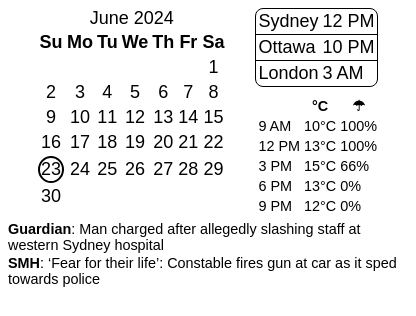 June 2024
Su Mo Tu We Th Fr Sa
1
2 3 4 5 6 7 8
9 10 11 12 13 14 15
16 17 18 19 20 21 22
23 24 25 26 27 28 29
30
Sydney 12 PM
Ottawa 10 PM
London 3 AM
°C ☂
9 AM 10°C 100%
12 PM 13°C 100%
3 PM 15°C 66%
6 PM 13°C 0%
9 PM 12°C 0%
Guardian: Man charged after allegedly slashing staff at
western Sydney hospital
SMH: ‘Fear for their life’: Constable fires gun at car as it sped
towards police